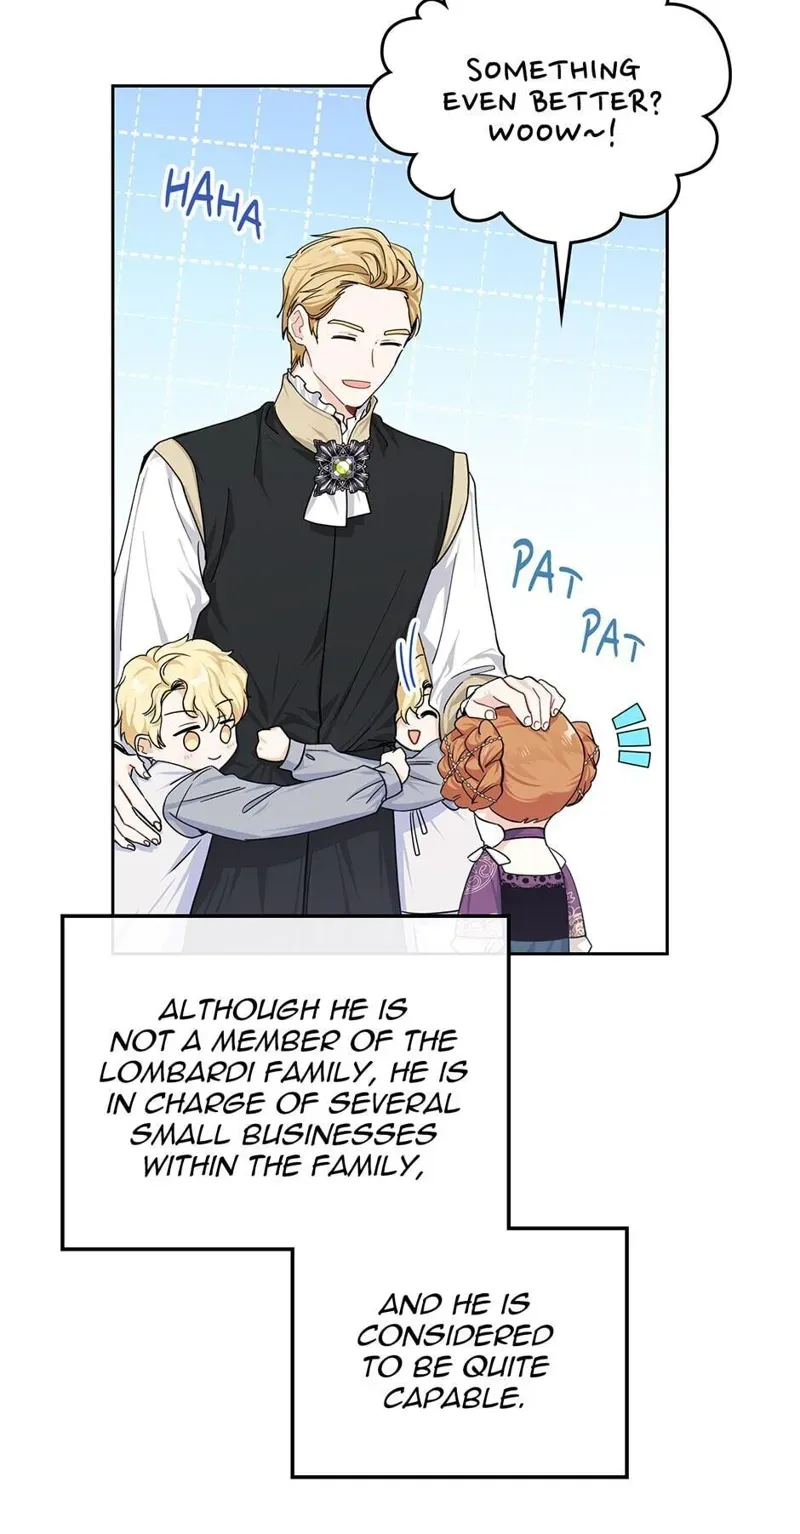 SOMETHING
EVEN BETTER?
WOOW~!
HAHA
PAT
PAT
ALTHOUGH HE IS
NOT A MEMBER OF THE
LOMBARDI FAMILY, HE IS
IN CHARGE OF SEVERAL
SMALL BUSINESSES
WITHIN THE FAMILY,
AND HE IS
CONSIDERED
TO BE QUITE
CAPABLE.